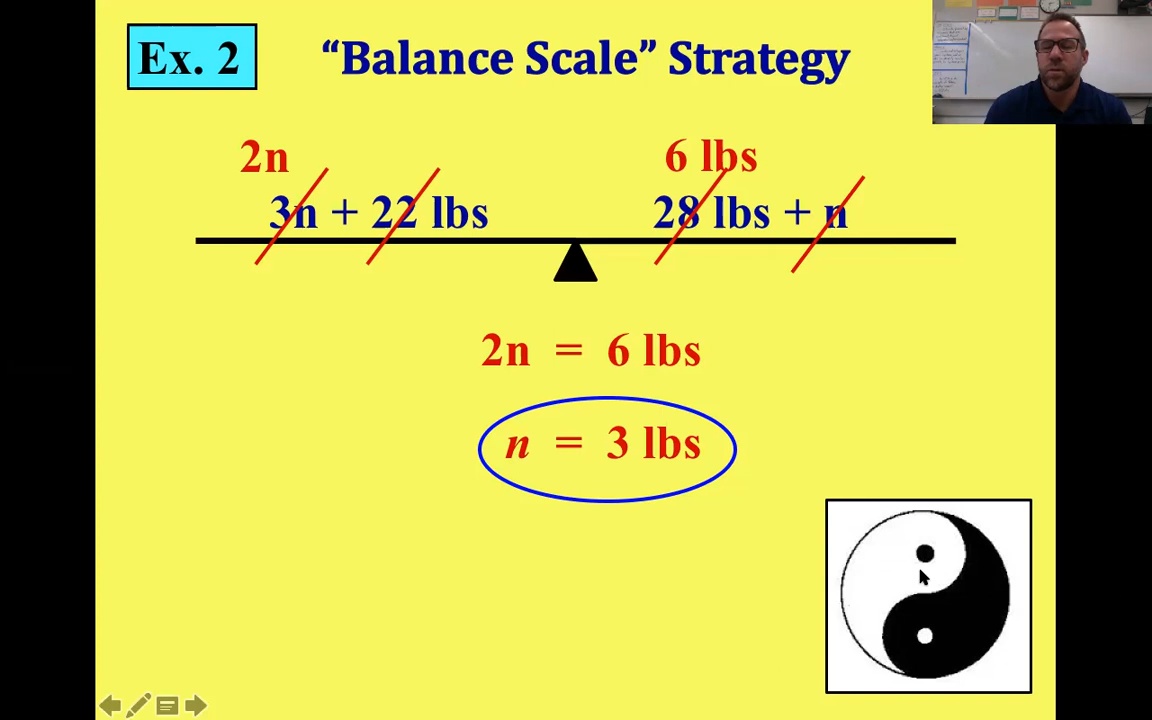 Ex. 2
“Balance Scale” Strategy
2n
6 lbs
3n + 22 lbs
28 lbs + n
2n = 6 lbs
n = 3 lbs